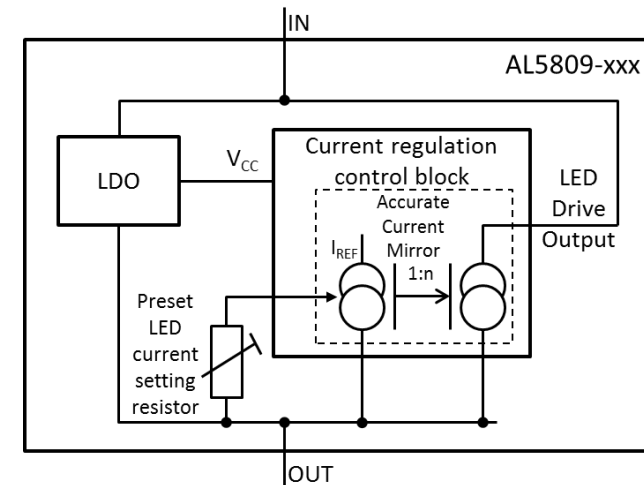 IN
AL5809-xxx
Current regulation
control block
LDO
VCC
LED
Drive
Output
Accurate
Current
Mirror
1:n
IREF
Preset
LED
current
setting
resistor
OUT